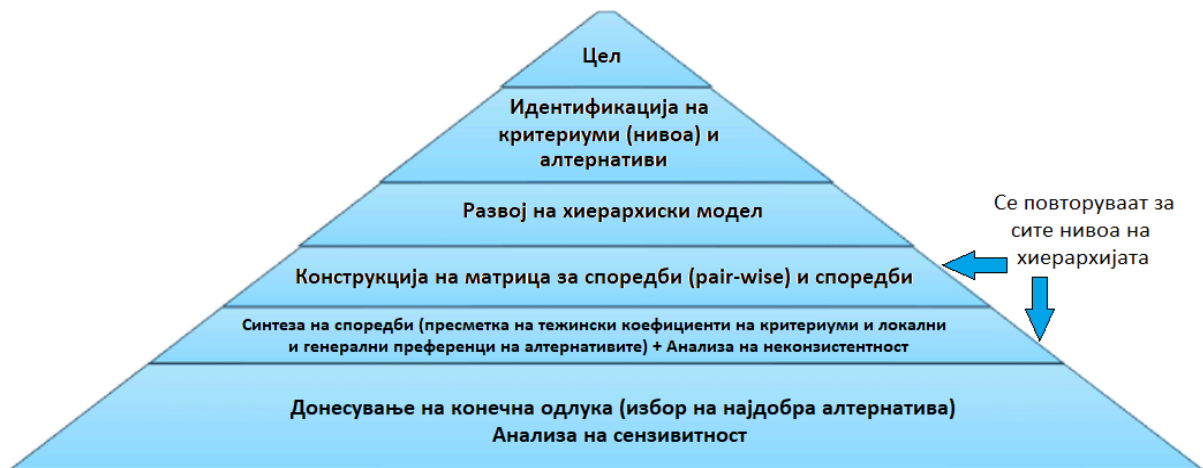 Цел
Идентификација на
критериуми (нивоа) и
алтернативи
Развој на хиерархиски модел
Се повторуваат за
сите нивоа на
хиерархијата
Конструкција на матрица за споредби (pair-wise) и споредби
Синтеза на споредби (пресметка на тежински коефициенти на критериуми и локални
и генерални преференци на алтернативите) + Анализа на неконзистентност
Донесување на конечна одлука (избор на најдобра алтернатива)
Анализа на сензивитност